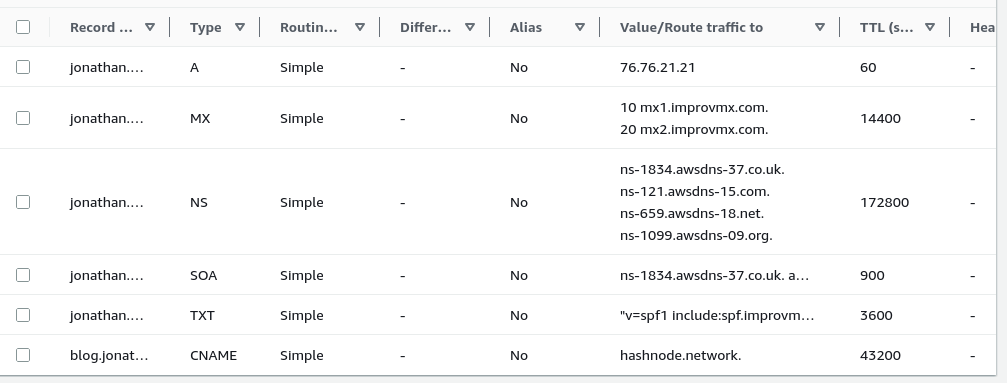 Record ... Type Routin... Differ... Alias Value/Route traffic to TTL (s... Hea
jonathan.... A Simple - No 76.76.21.21 60 -
jonathan.... MX Simple - No 10 mx1.improvmx.com. 14400 -
20 mx2.improvmx.com.
jonathan.... NS Simple - No ns-1834.awsdns-37.co.uk. 172800 -
ns-121.awsdns-15.com.
ns-659.awsdns-18.net.
ns-1099.awsdns-09.org.
jonathan.... SOA Simple - No ns-1834.awsdns-37.co.uk. a... 900 -
jonathan.... TXT Simple - No "v=spf1 include:spf.improvm... 3600 -
blog.jonat... CNAME Simple - No hashnode.network. 43200 -